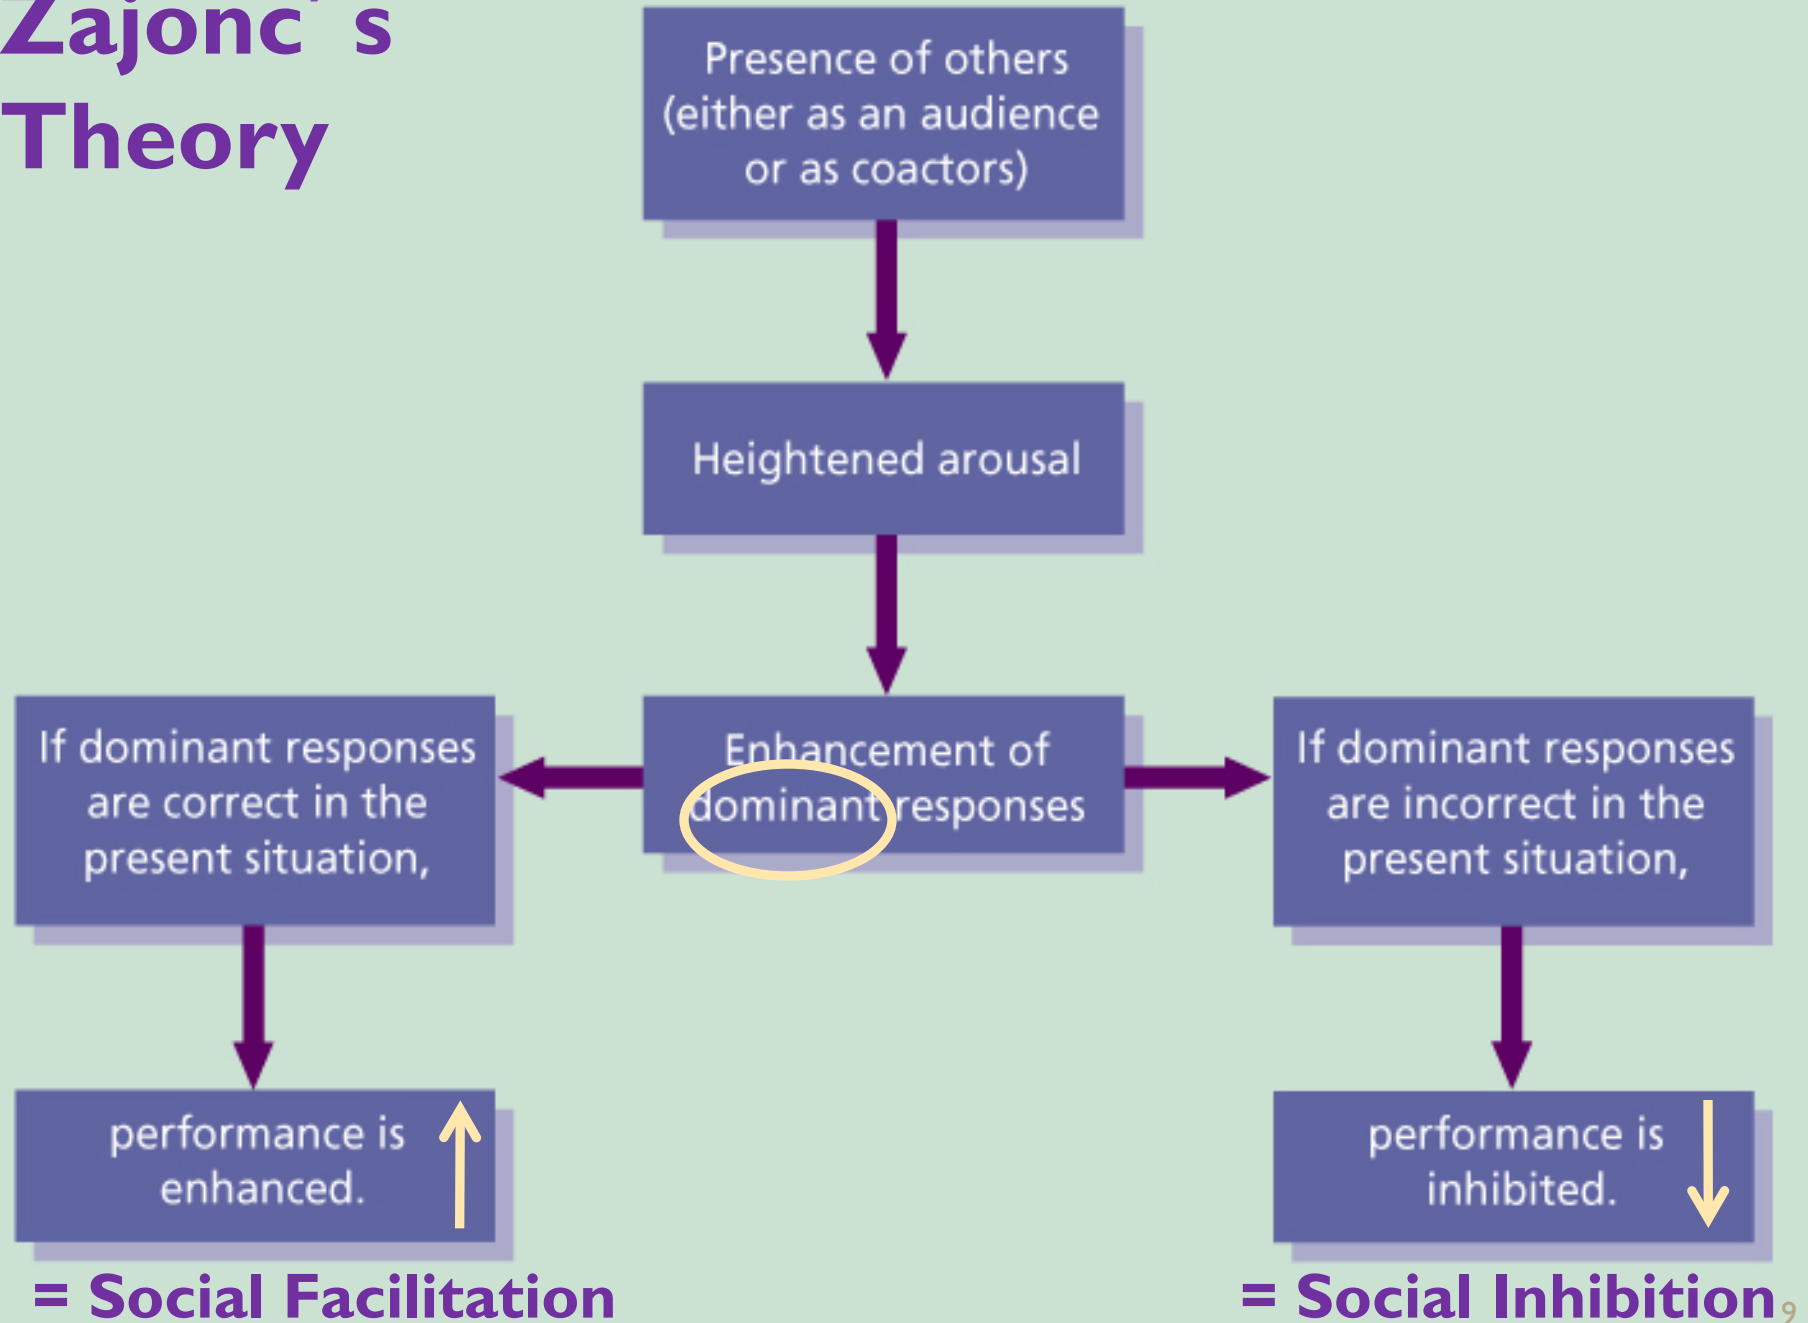 Zajonc's
Theory
Presence of others
(either as an audience
or as coactors)
Heightened arousal
Enhancement of
dominant responses
If dominant responses
are correct in the
present situation,
performance is
enhanced.
= Social Facilitation
If dominant responses
are incorrect in the
present situation,
performance is
inhibited.
= Social Inhibition
9